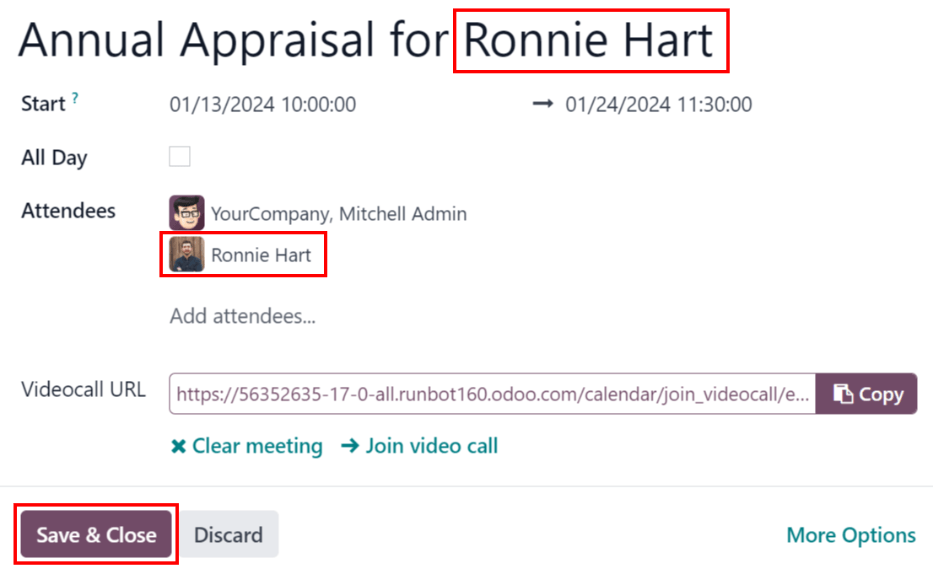 Annual Appraisal for Ronnie Hart
Start ? 01/13/2024 10:00:00 → 01/24/2024 11:30:00
All Day
Attendees YourCompany, Mitchell Admin
Ronnie Hart
Add attendees...
Videocall URL https://56352635-17-0-all.runbot160.odoo.com/calendar/join_videocall/e... Copy
Clear meeting → Join video call
Save & Close Discard More Options